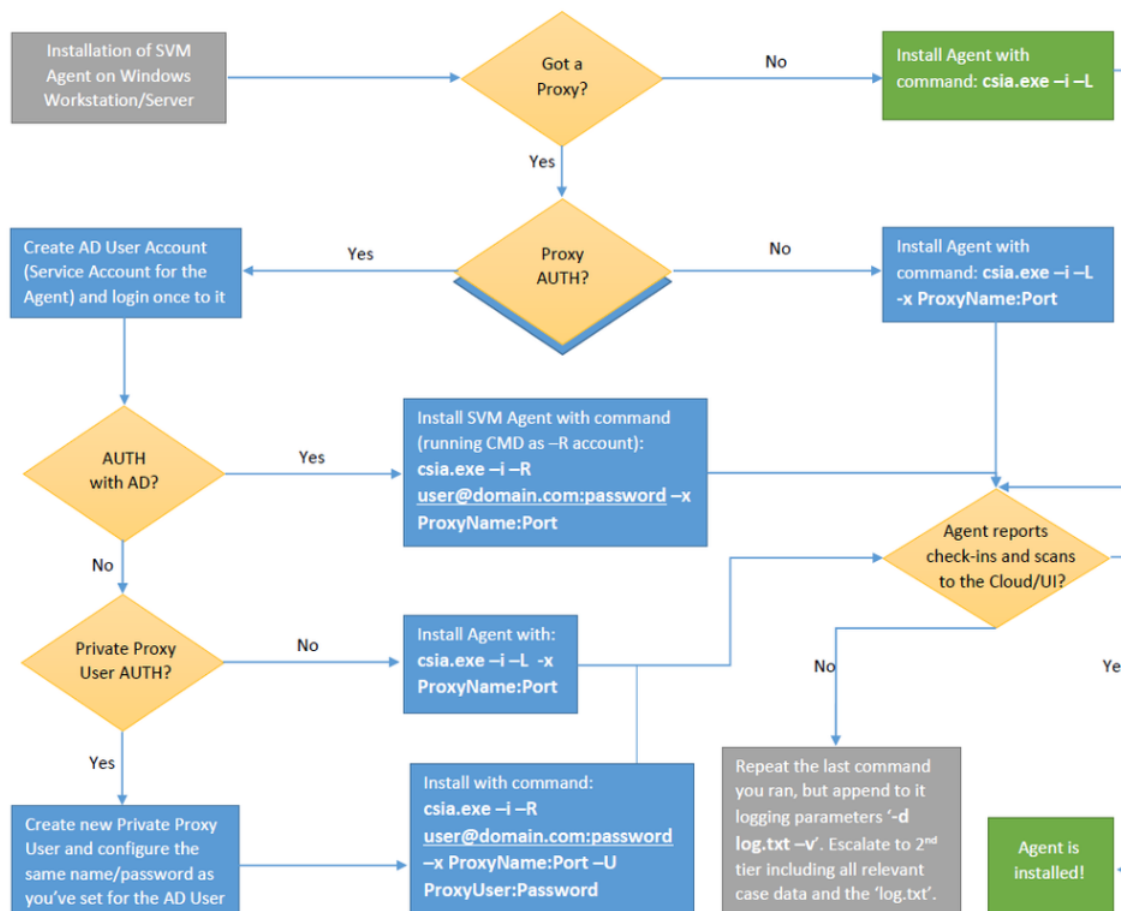 Installation of SVM
Agent on Windows
Workstation/Server
Got a
Proxy?
No
Install Agent with
command: csia.exe –i –L
Yes
Create AD User Account
(Service Account for the
Agent) and login once to it
Yes
Proxy
AUTH?
No
Install Agent with
command: csia.exe –i –L
-x ProxyName:Port
AUTH
with AD?
Yes
Install SVM Agent with command
(running CMD as –R account):
csia.exe –i –R
user@domain.com:password –x
ProxyName:Port
Agent reports
check-ins and scans
to the Cloud/UI?
No
Private Proxy
User AUTH?
No
Install Agent with:
csia.exe –i –L -x
ProxyName:Port
No
Ye
Yes
Create new Private Proxy
User and configure the
same name/password as
you've set for the AD User
Install with command:
csia.exe –i –R
user@domain.com:password
–x ProxyName:Port –U
ProxyUser:Password
Repeat the last command
you ran, but append to it
logging parameters ‘-d
log.txt –v’. Escalate to 2nd
tier including all relevant
case data and the ‘log.txt’.
Agent is
installed!